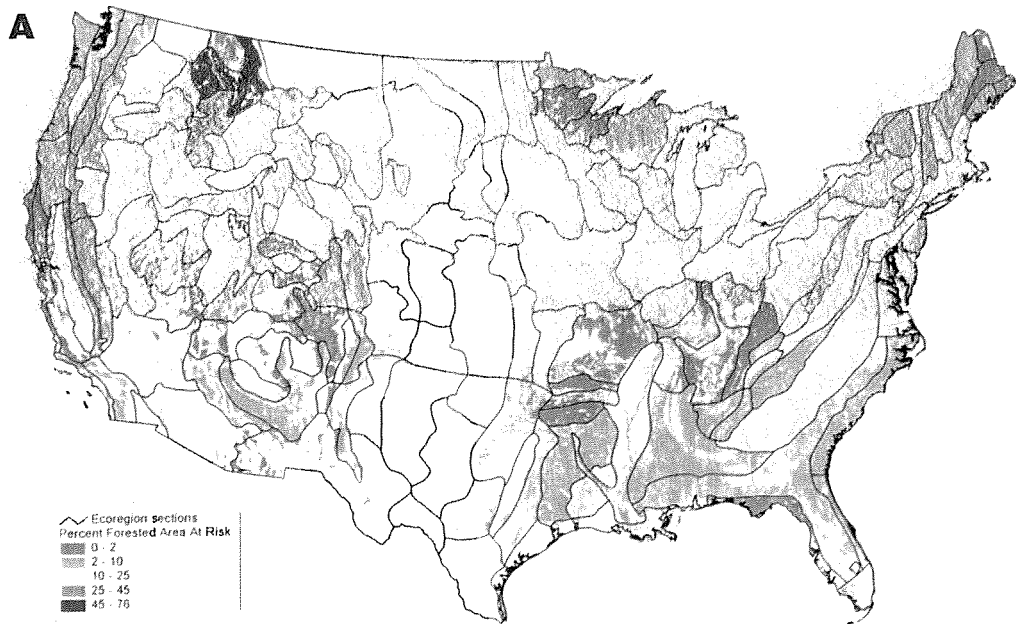 A
Ecoregion sections
Percent Forested Area At Risk
0 - 2
2 - 10
10 - 25
25 - 45
45 - 76